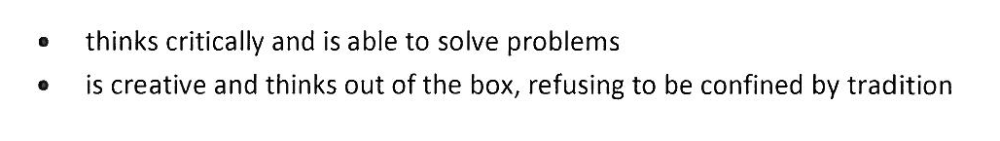 • thinks critically and is able to solve problems
• is creative and thinks out of the box, refusing to be confined by tradition